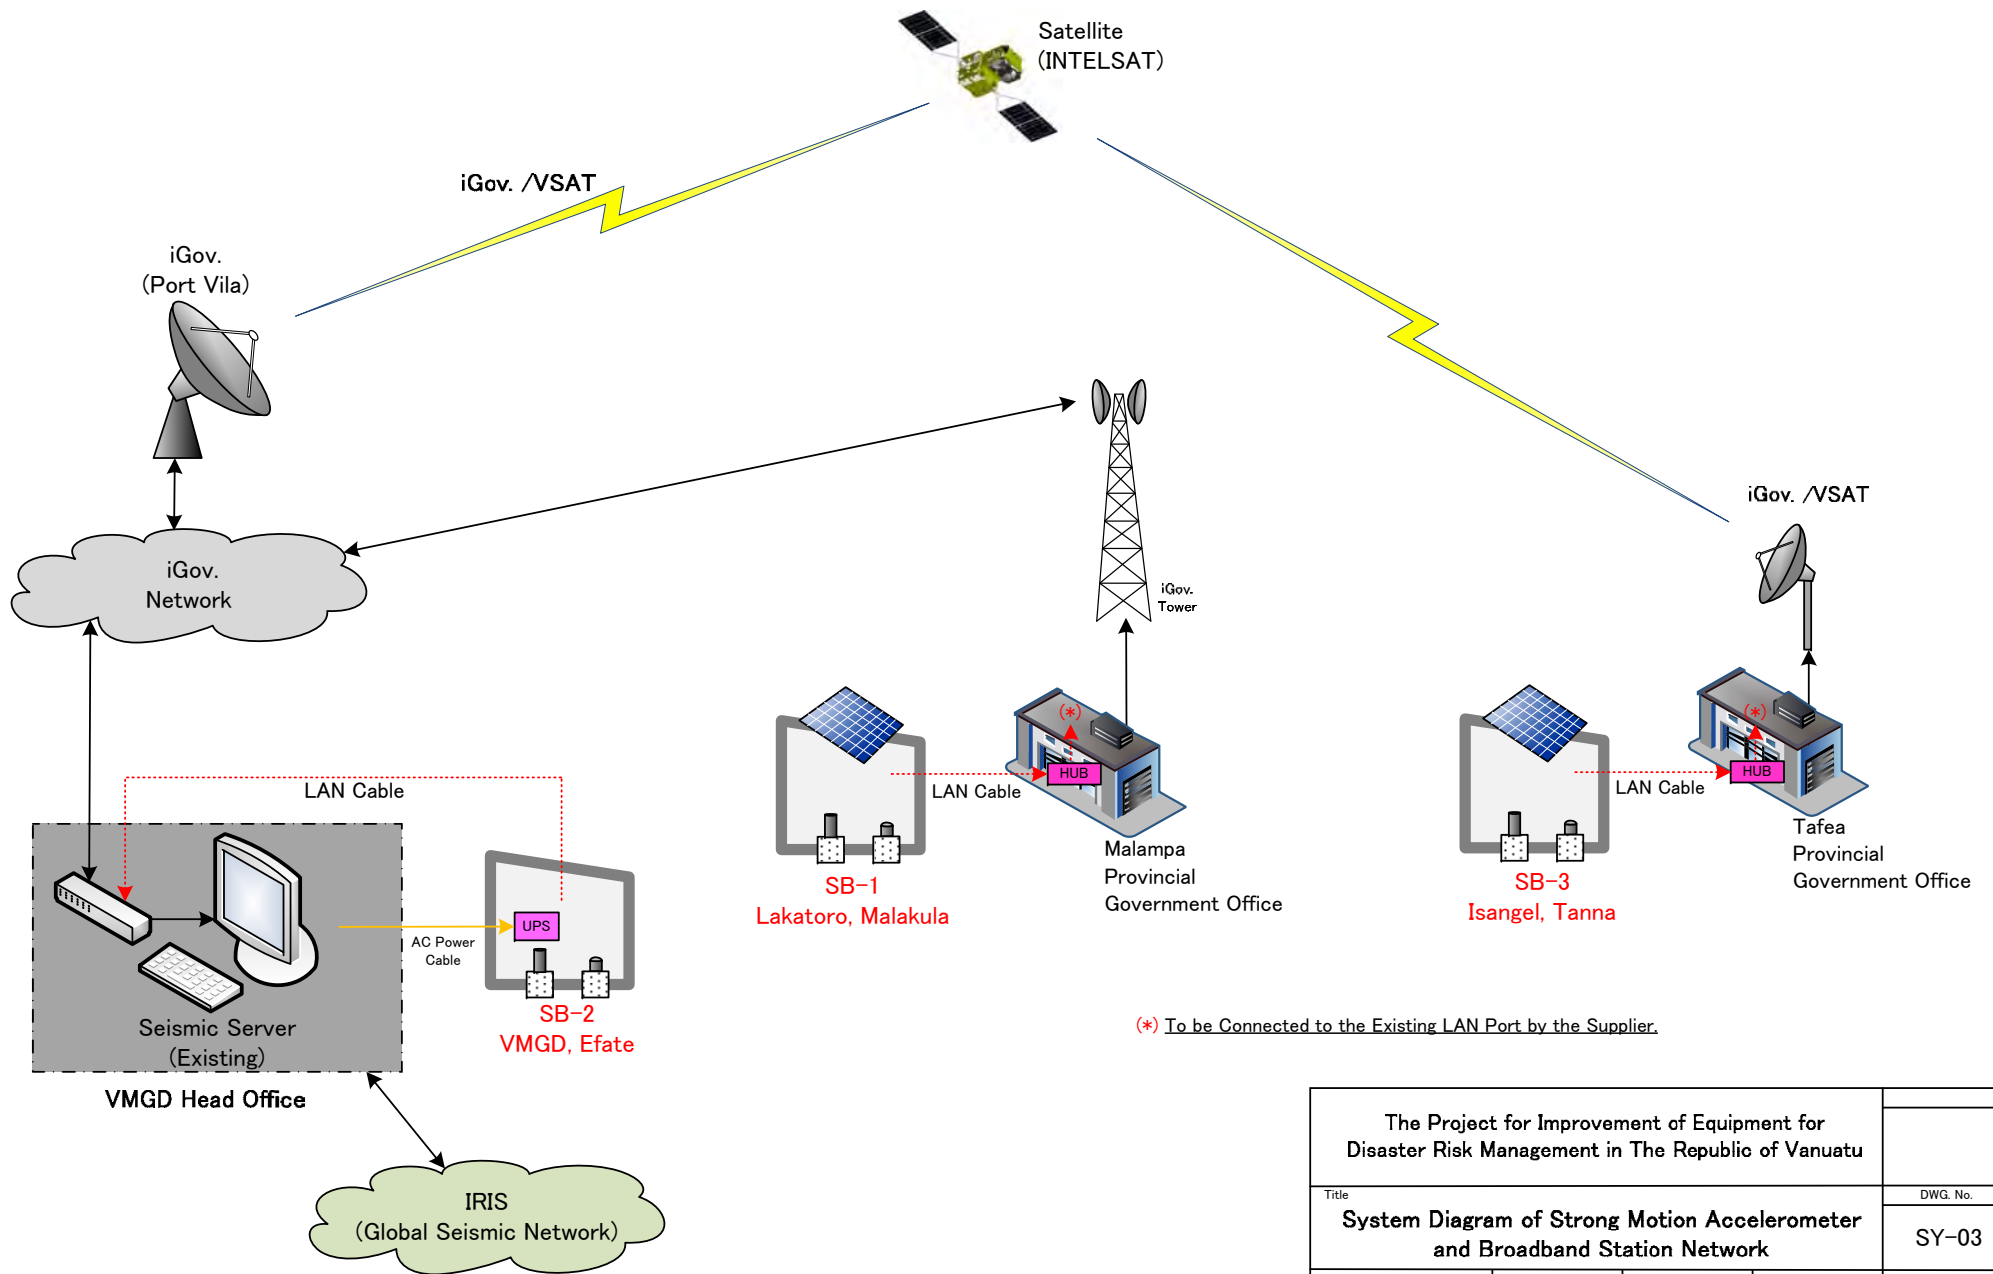 Satellite
(INTELSAT)
iGov. /VSAT
iGov.
(Port Vila)
iGov. /VSAT
iGov.
Network
iGov.
Tower
(*)
(*)
HUB
HUB
LAN Cable
LAN Cable
LAN Cable
Malampa
Provincial
Government Office
Tafea
Provincial
Government Office
SB-1
Lakatoro, Malakula
SB-3
Isangel, Tanna
UPS
AC Power
Cable
Seismic Server
(Existing)
SB-2
VMGD, Efate
VMGD Head Office
(*) To be Connected to the Existing LAN Port by the Supplier.
IRIS
(Global Seismic Network)
The Project for Improvement of Equipment for
Disaster Risk Management in The Republic of Vanuatu
Title
System Diagram of Strong Motion Accelerometer
and Broadband Station Network
DWG. No.
SY-03